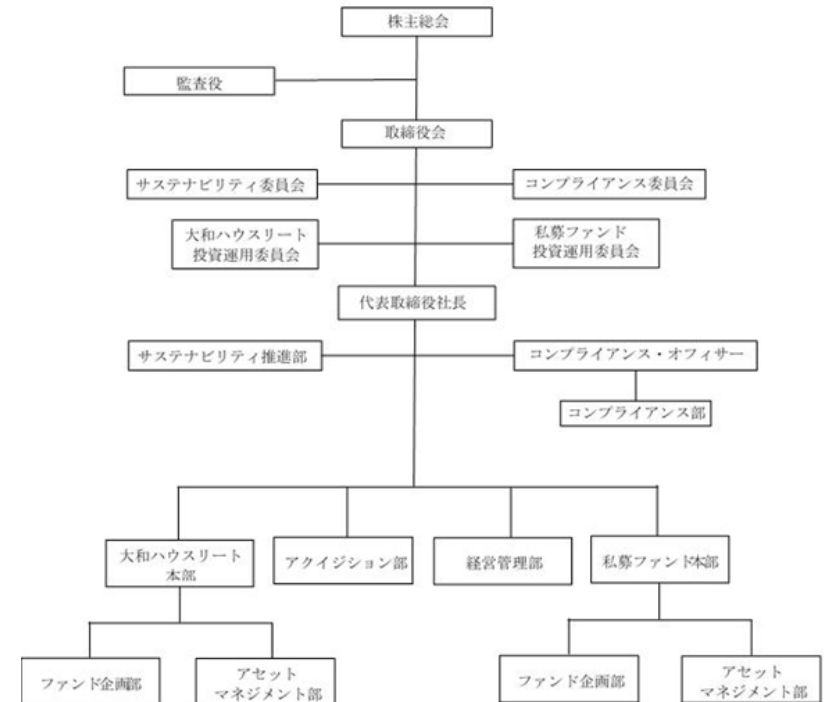 株主総会
監査役
取締役会
サステナビリティ委員会
コンプライアンス委員会
大和ハウスリート
投資運用委員会
私募ファンド
投資運用委員会
代表取締役社長
サステナビリティ推進部
コンプライアンス・オフィサー
コンプライアンス部
大和ハウスリート
本部
アクイジション部
経営管理部
私募ファンド本部
ファンド企画部
アセット
マネジメント部
ファンド企画部
アセット
マネジメント部